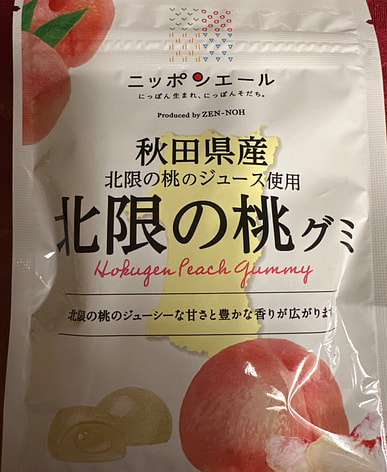 ニッポンエール
にっぽん生まれ、にっぽんそだち。
Produced by ZEN-NOH
秋田県産
北限の桃のジュース使用
北限の桃グミ
Hokugen Peach Gummy
北限の桃のジューシーな甘さと豊かな香りが広がります